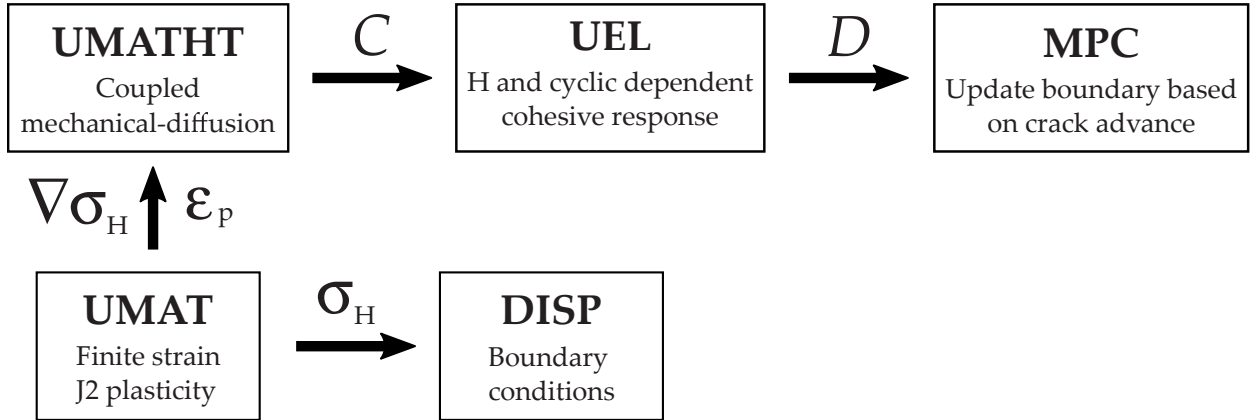 UMATHT
Coupled
mechanical-diffusion
C
UEL
H and cyclic dependent
cohesive response
D
MPC
Update boundary based
on crack advance
∇σH
εp
UMAT
Finite strain
J2 plasticity
σH
DISP
Boundary
conditions